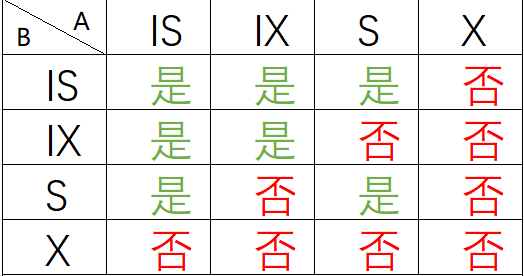 B A IS IX S X
IS 是 是 是 否
IX 是 是 否 否
S 是 否 是 否
X 否 否 否 否